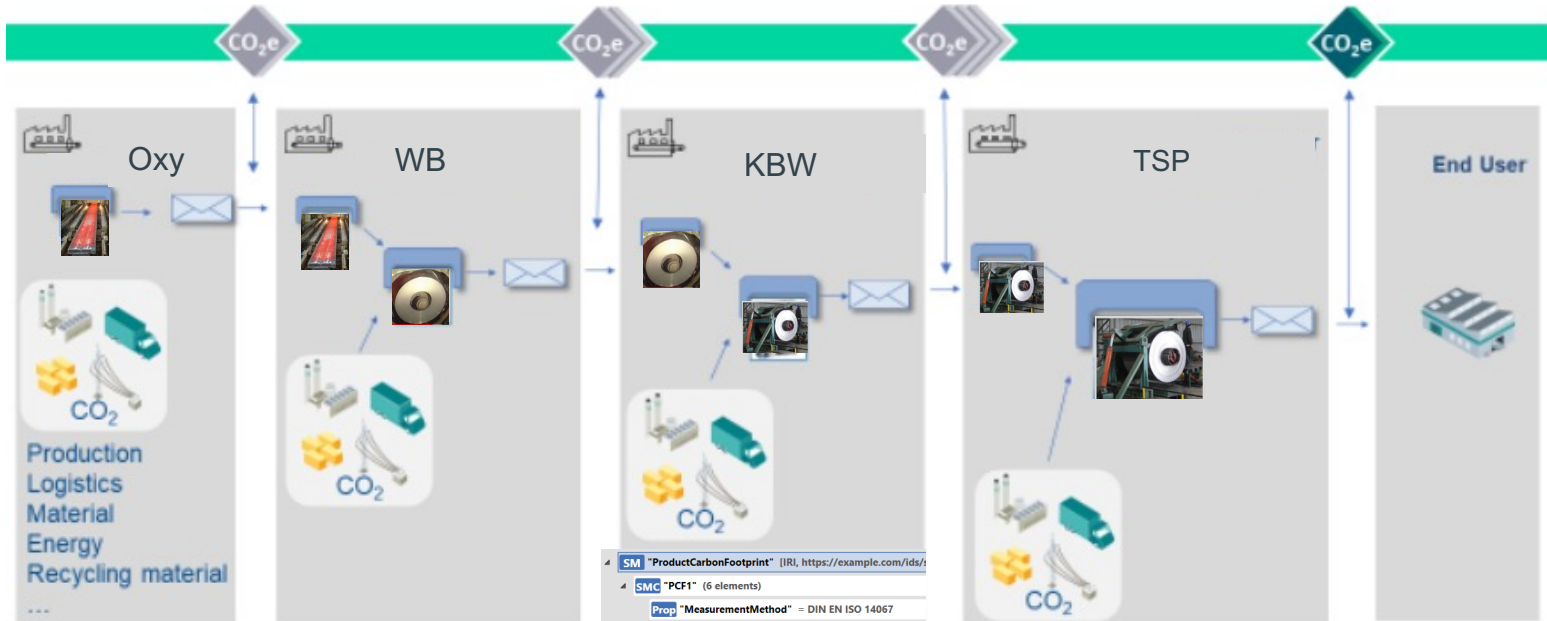 CO₂e
CO₂e
CO₂e
CO₂e
Oxy
WB
KBW
TSP
End User
CO₂
Production
Logistics
Material
Energy
Recycling material
...
CO₂
CO₂
SM "ProductCarbonFootprint" [IRI, https://example.com/ids/s
SMC "PCF1" (6 elements)
Prop "MeasurementMethod" = DIN EN ISO 14067
CO₂